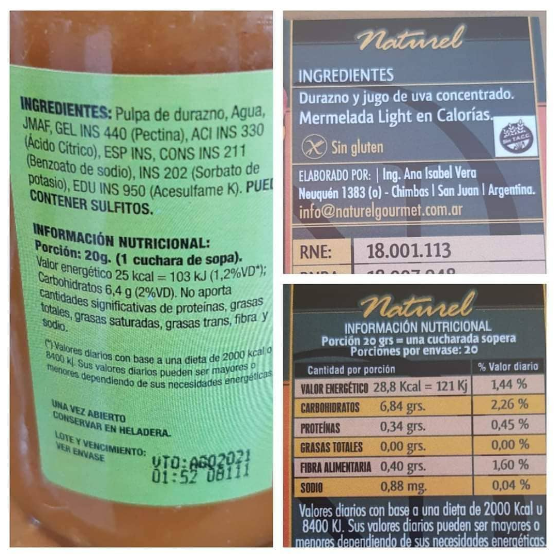 INGREDIENTES: Pulpa de durazno, Agua,
JMAF, GEL INS 440 (Pectina), ACI INS 330
(Ácido Cítrico), ESP INS, CONS INS 211
(Benzoato de sodio), INS 202 (Sorbato de
potasio), EDU INS 950 (Acesulfame K). PUEDE
CONTENER SULFITOS.
INFORMACIÓN NUTRICIONAL:
Porción: 20g. (1 cuchara de sopa).
Valor energético 25 kcal = 103 kJ (1,2%VD*);
Carbohidratos 6,4 g (2%VD). No aporta
cantidades significativas de proteínas, grasas
totales, grasas saturadas, grasas trans, fibra y
sodio.
(*) Valores diarios con base a una dieta de 2000 kcal o
8400 kJ. Sus valores diarios pueden ser mayores o
menores dependiendo de sus necesidades energéticas
UNA VEZ ABIERTO
CONSERVAR EN HELADERA.
LOTE Y VENCIMIENTO:
VER ENVASE
VTO:AGO2021
01:52 08111
Naturel
INGREDIENTES
Durazno y jugo de uva concentrado.
Mermelada Light en Calorías.
Sin gluten
Sin T.A.C.C.
ELABORADO POR: Ing. Ana Isabel Vera
Neuquén 1383 (o) - Chimbas | San Juan | Argentina.
info@naturelgourmet.com.ar
RNE: 18.001.113
Naturel
INFORMACIÓN NUTRICIONAL
Porción 20 grs = una cucharada sopera
Porciones por envase: 20
Cantidad por porción % Valor diario
VALOR ENERGÉTICO 28,8 Kcal = 121 Kj 1,44 %
CARBOHIDRATOS 6,84 grs. 2,26 %
PROTEÍNAS 0,34 grs. 0,45 %
GRASAS TOTALES 0,00 grs. 0,00 %
FIBRA ALIMENTARIA 0,40 grs. 1,60 %
SODIO 0,88 mg. 0,04 %
Valores diarios con base a una dieta de 2000 Kcal u
8400 KJ. Sus valores diarios pueden ser mayores o
menores dependiendo de sus necesidades energéticas